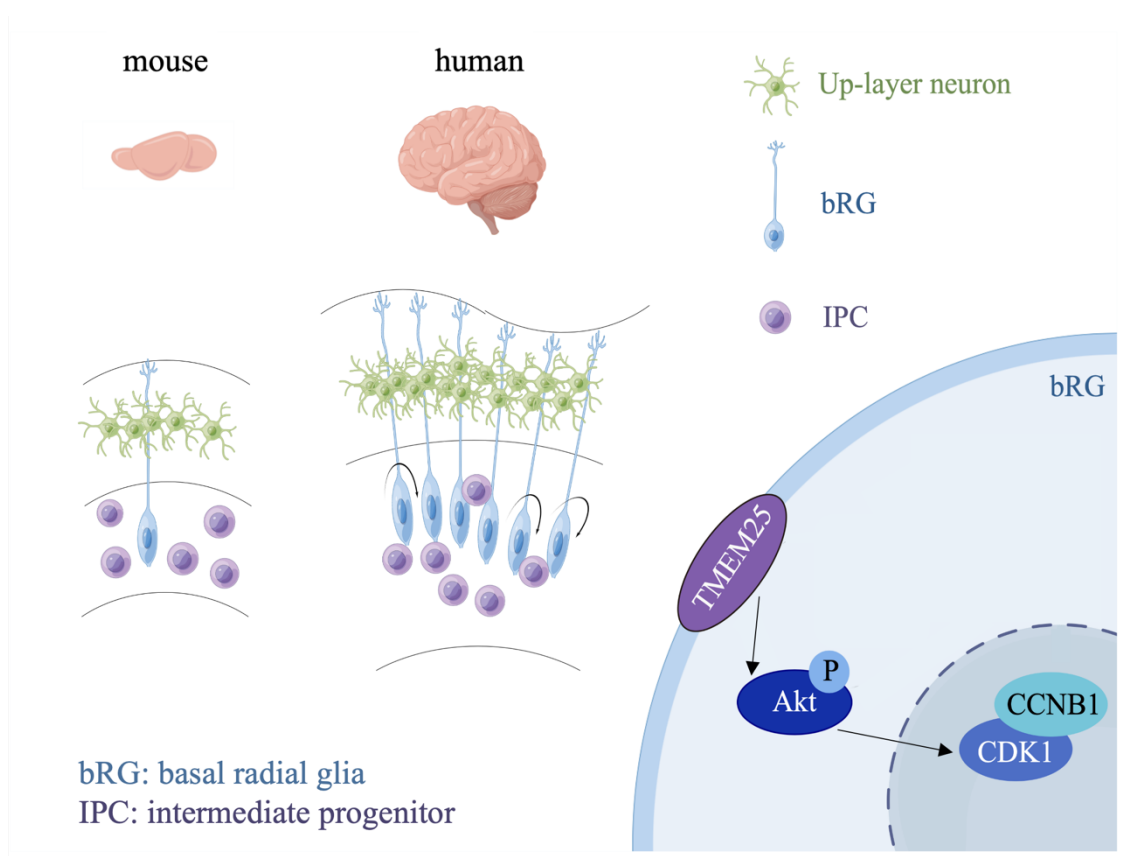 mouse
human
Up-layer neuron
bRG
IPC
bRG
TMEM25
P
Akt
CCNB1
CDK1
bRG: basal radial glia
IPC: intermediate progenitor